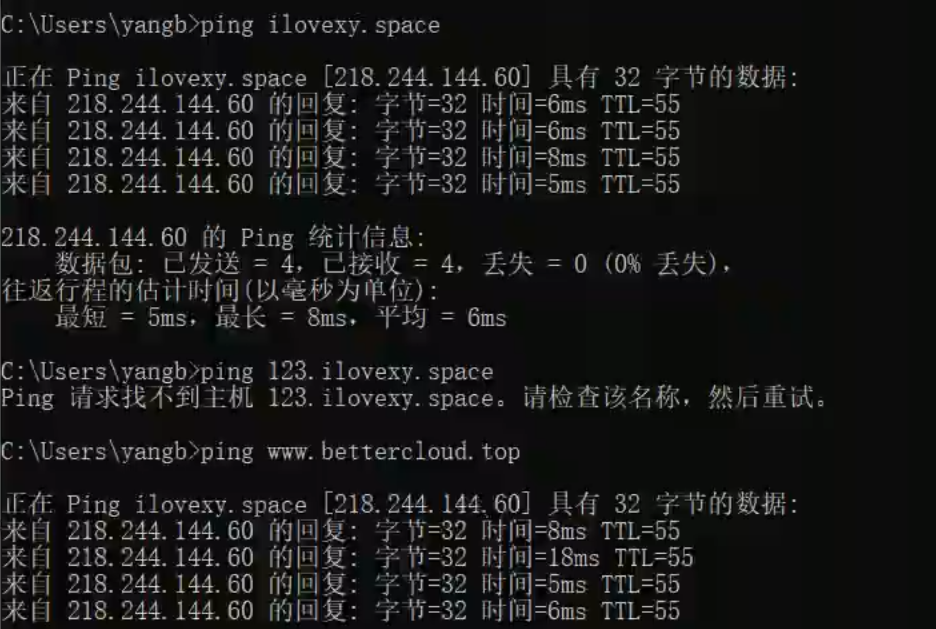 C:\Users\yangb>ping ilovexy.space
正在 Ping ilovexy.space [218.244.144.60] 具有 32 字节的数据:
来自 218.244.144.60 的回复: 字节=32 时间=6ms TTL=55
来自 218.244.144.60 的回复: 字节=32 时间=6ms TTL=55
来自 218.244.144.60 的回复: 字节=32 时间=8ms TTL=55
来自 218.244.144.60 的回复: 字节=32 时间=5ms TTL=55
218.244.144.60 的 Ping 统计信息:
数据包: 已发送 = 4，已接收 = 4，丢失 = 0 (0% 丢失)，
往返行程的估计时间(以毫秒为单位):
最短 = 5ms，最长 = 8ms，平均 = 6ms
C:\Users\yangb>ping 123.ilovexy.space
Ping 请求找不到主机 123.ilovexy.space。请检查该名称，然后重试。
C:\Users\yangb>ping www.bettercloud.top
正在 Ping ilovexy.space [218.244.144.60] 具有 32 字节的数据:
来自 218.244.144.60 的回复: 字节=32 时间=8ms TTL=55
来自 218.244.144.60 的回复: 字节=32 时间=18ms TTL=55
来自 218.244.144.60 的回复: 字节=32 时间=5ms TTL=55
来自 218.244.144.60 的回复: 字节=32 时间=6ms TTL=55